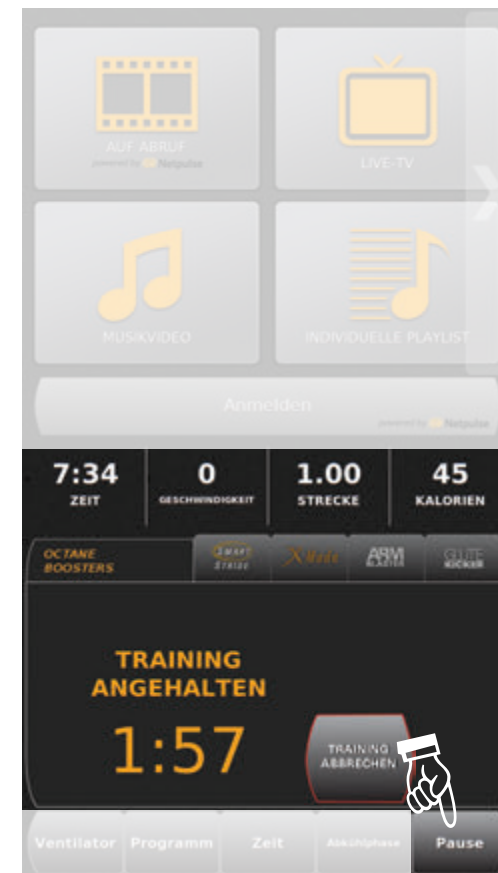 AUF ABRUF
powered by Netpulse
LIVE-TV
MUSIKVIDEO
INDIVIDUELLE PLAYLIST
Anmelden
powered by Netpulse
7:34
ZEIT
0
GESCHWINDIGKEIT
1.00
STRECKE
45
KALORIEN
OCTANE
BOOSTERS
SMART
STRIDE
X Mode
ARM
BLASTER
GLUTE
KICKER
TRAINING
ANGEHALTEN
1:57
TRAINING
ABBRECHEN
Ventilator Programm Zeit Abkühlphase Pause